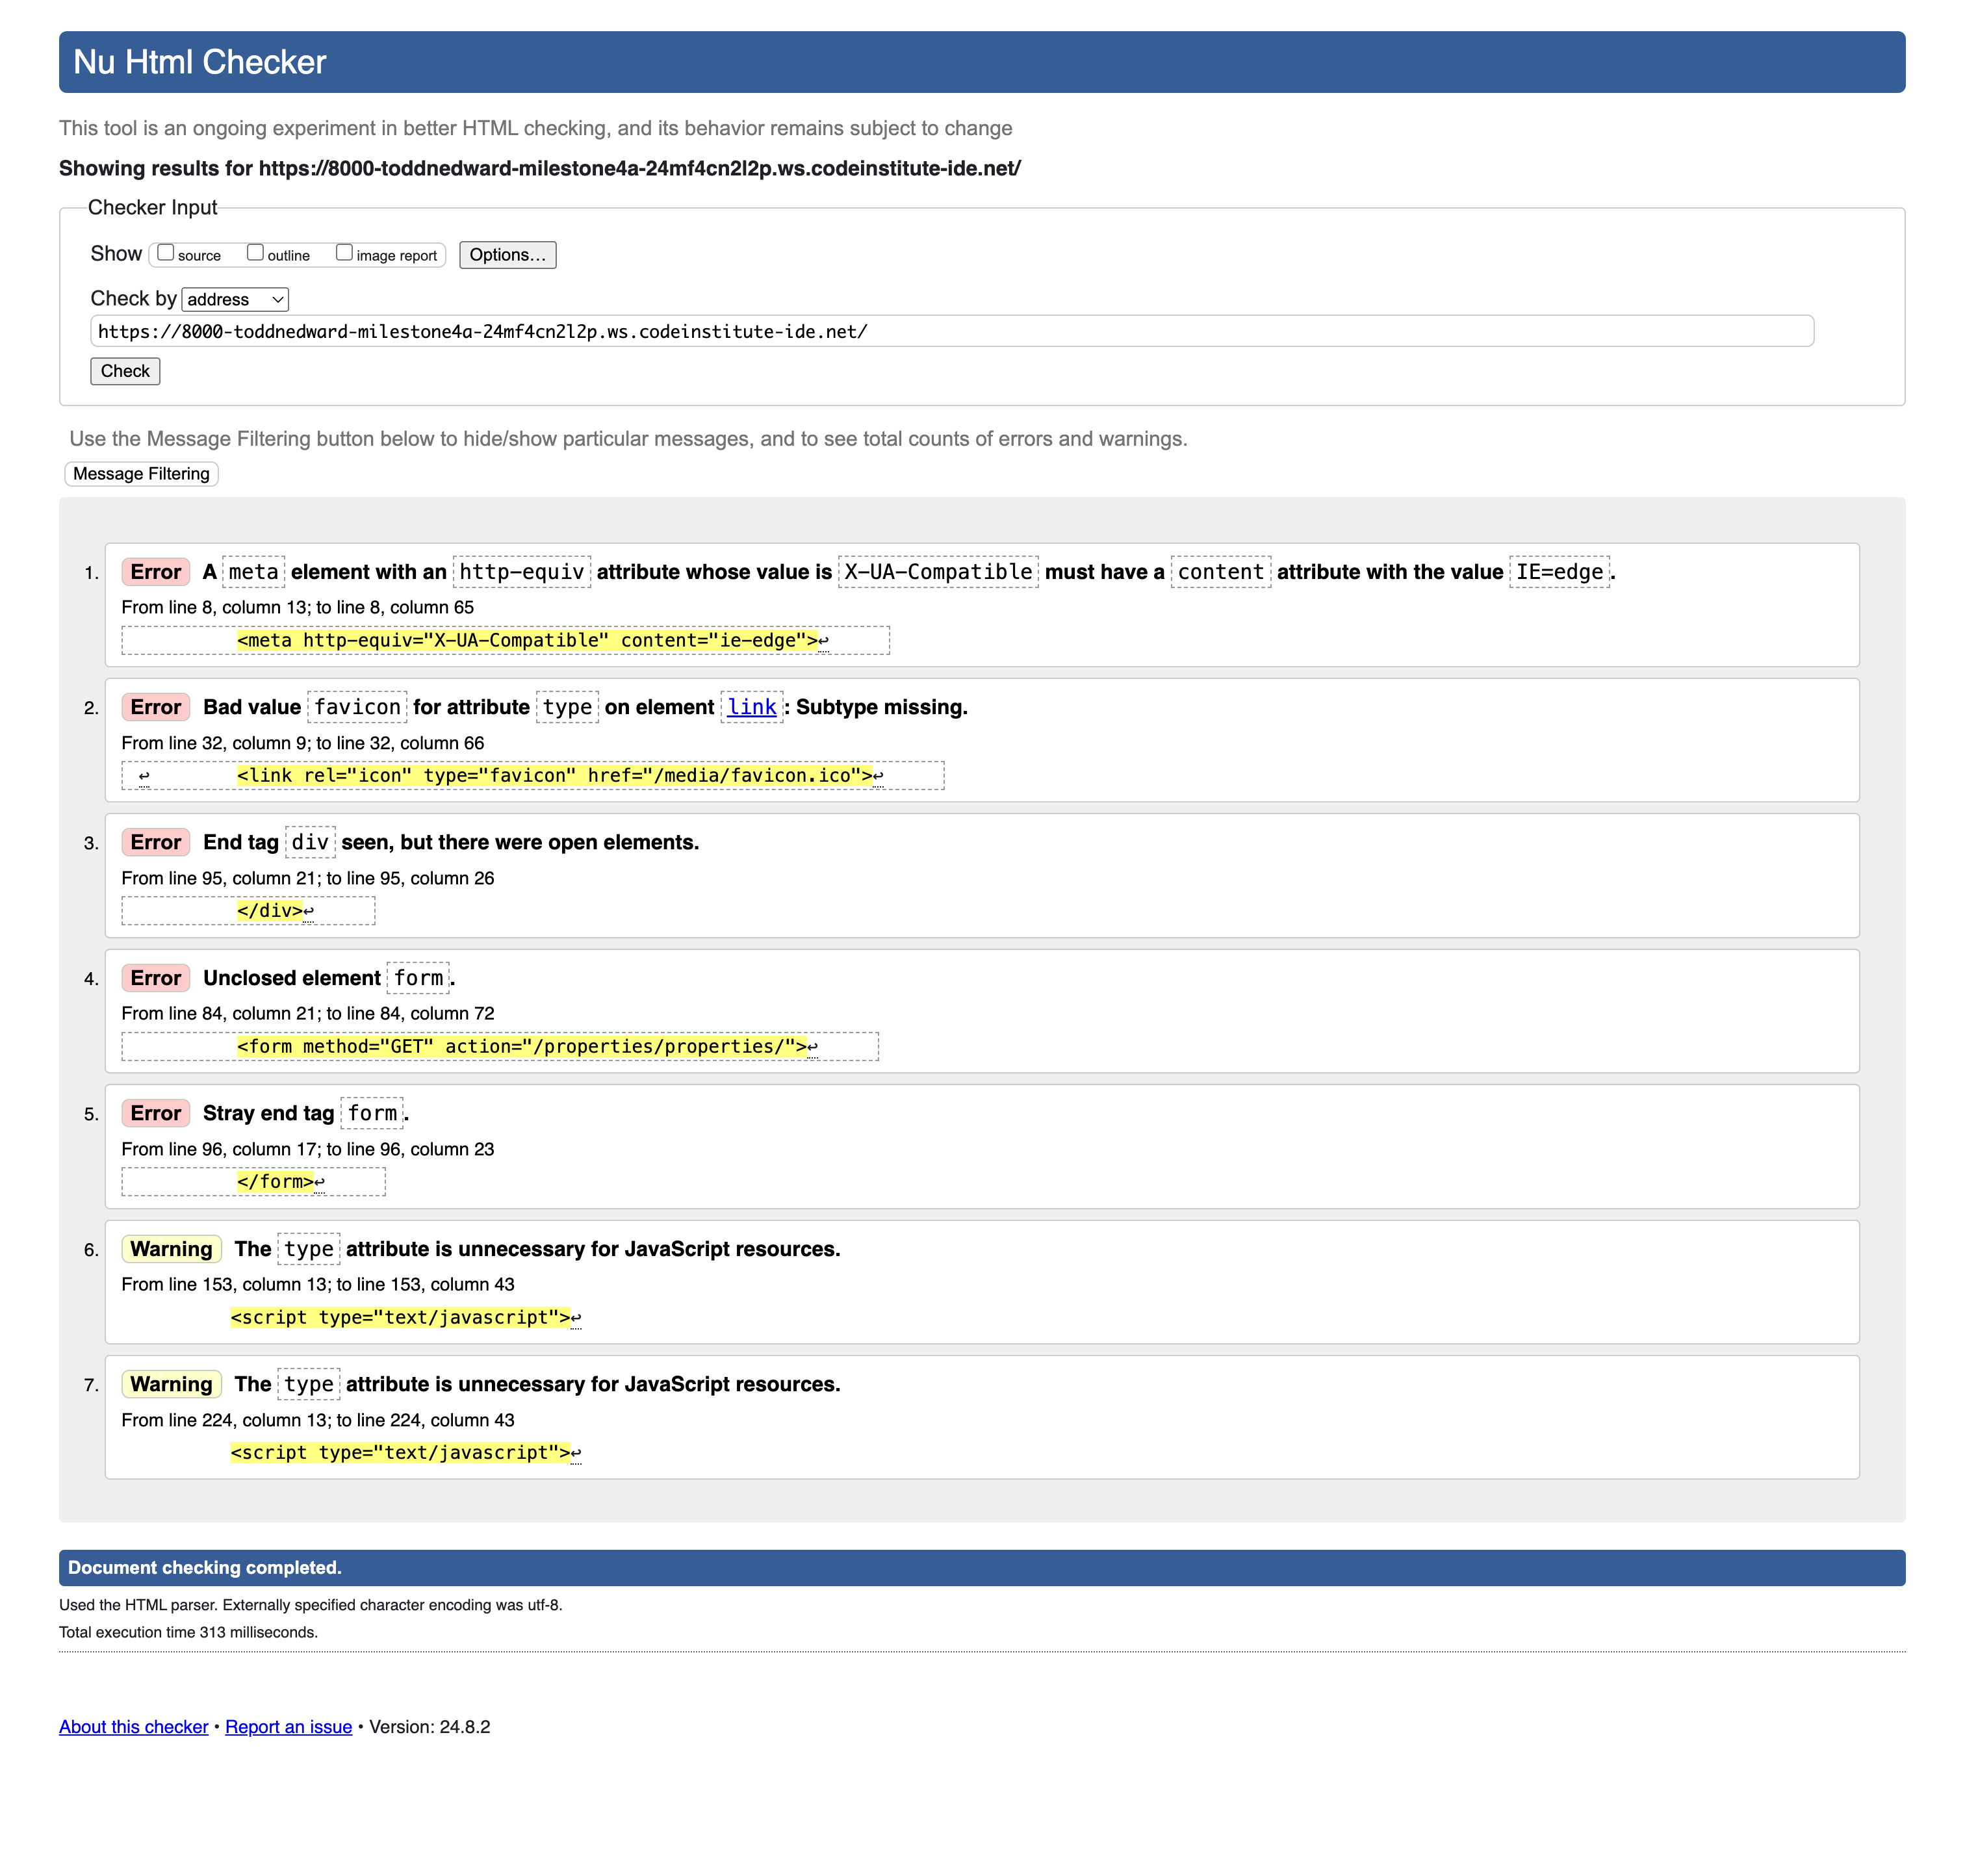 Nu Html Checker
This tool is an ongoing experiment in better HTML checking, and its behavior remains subject to change
Showing results for https://8000-toddnedward-milestone4a-24mf4cn2l2p.ws.codeinstitute-ide.net/
Checker Input
Show source outline image report Options...
Check by address
https://8000-toddnedward-milestone4a-24mf4cn2l2p.ws.codeinstitute-ide.net/
Check
Use the Message Filtering button below to hide/show particular messages, and to see total counts of errors and warnings.
Message Filtering
1. Error A meta element with an http-equiv attribute whose value is X-UA-Compatible must have a content attribute with the value IE=edge.
From line 8, column 13; to line 8, column 65
<meta http-equiv="X-UA-Compatible" content="ie-edge">↩
2. Error Bad value favicon for attribute type on element link: Subtype missing.
From line 32, column 9; to line 32, column 66
↩ <link rel="icon" type="favicon" href="/media/favicon.ico">↩
3. Error End tag div seen, but there were open elements.
From line 95, column 21; to line 95, column 26
</div>↩
4. Error Unclosed element form.
From line 84, column 21; to line 84, column 72
<form method="GET" action="/properties/properties/">↩
5. Error Stray end tag form.
From line 96, column 17; to line 96, column 23
</form>↩
6. Warning The type attribute is unnecessary for JavaScript resources.
From line 153, column 13; to line 153, column 43
<script type="text/javascript">↩
7. Warning The type attribute is unnecessary for JavaScript resources.
From line 224, column 13; to line 224, column 43
<script type="text/javascript">↩
Document checking completed.
Used the HTML parser. Externally specified character encoding was utf-8.
Total execution time 313 milliseconds.
About this checker • Report an issue • Version: 24.8.2